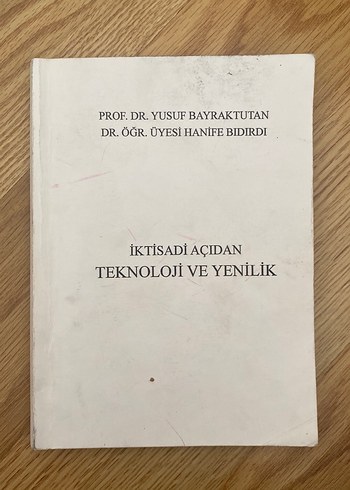 PROF. DR. YUSUF BAYRAKTUTAN
DR. ÖĞR. ÜYESİ HANİFE BIDIRDI
İKTİSADİ AÇIDAN
TEKNOLOJİ VE YENİLİK